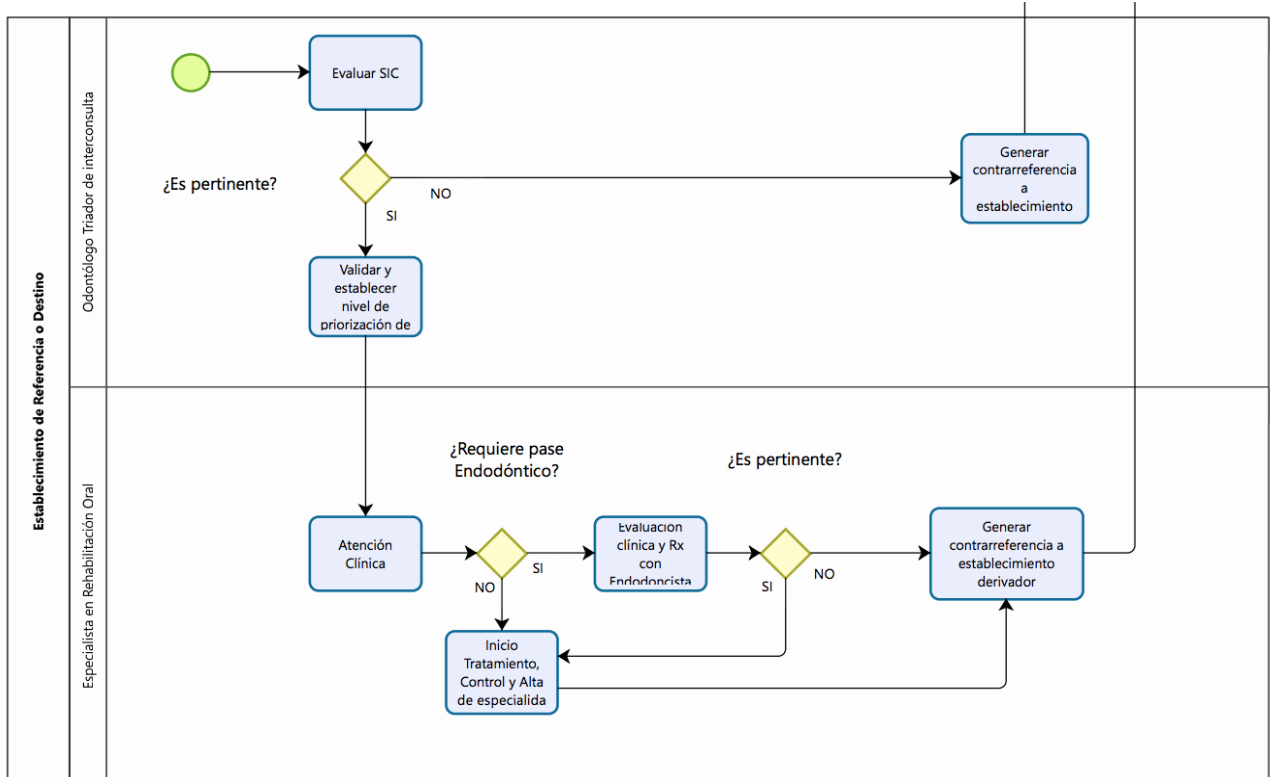 Establecimiento de Referencia o Destino
Odontólogo Triador de interconsulta
Evaluar SIC
¿Es pertinente?
NO
SI
Generar
contrarreferencia
a
establecimiento
Validar y
establecer
nivel de
priorización de
Especialista en Rehabilitación Oral
¿Requiere pase
Endodóntico?
¿Es pertinente?
Atención
Clínica
SI
NO
Evaluación
clínica y Rx
con
Endodoncista
SI
NO
Generar
contrarreferencia a
establecimiento
derivador
Inicio
Tratamiento,
Control y Alta
de especialida